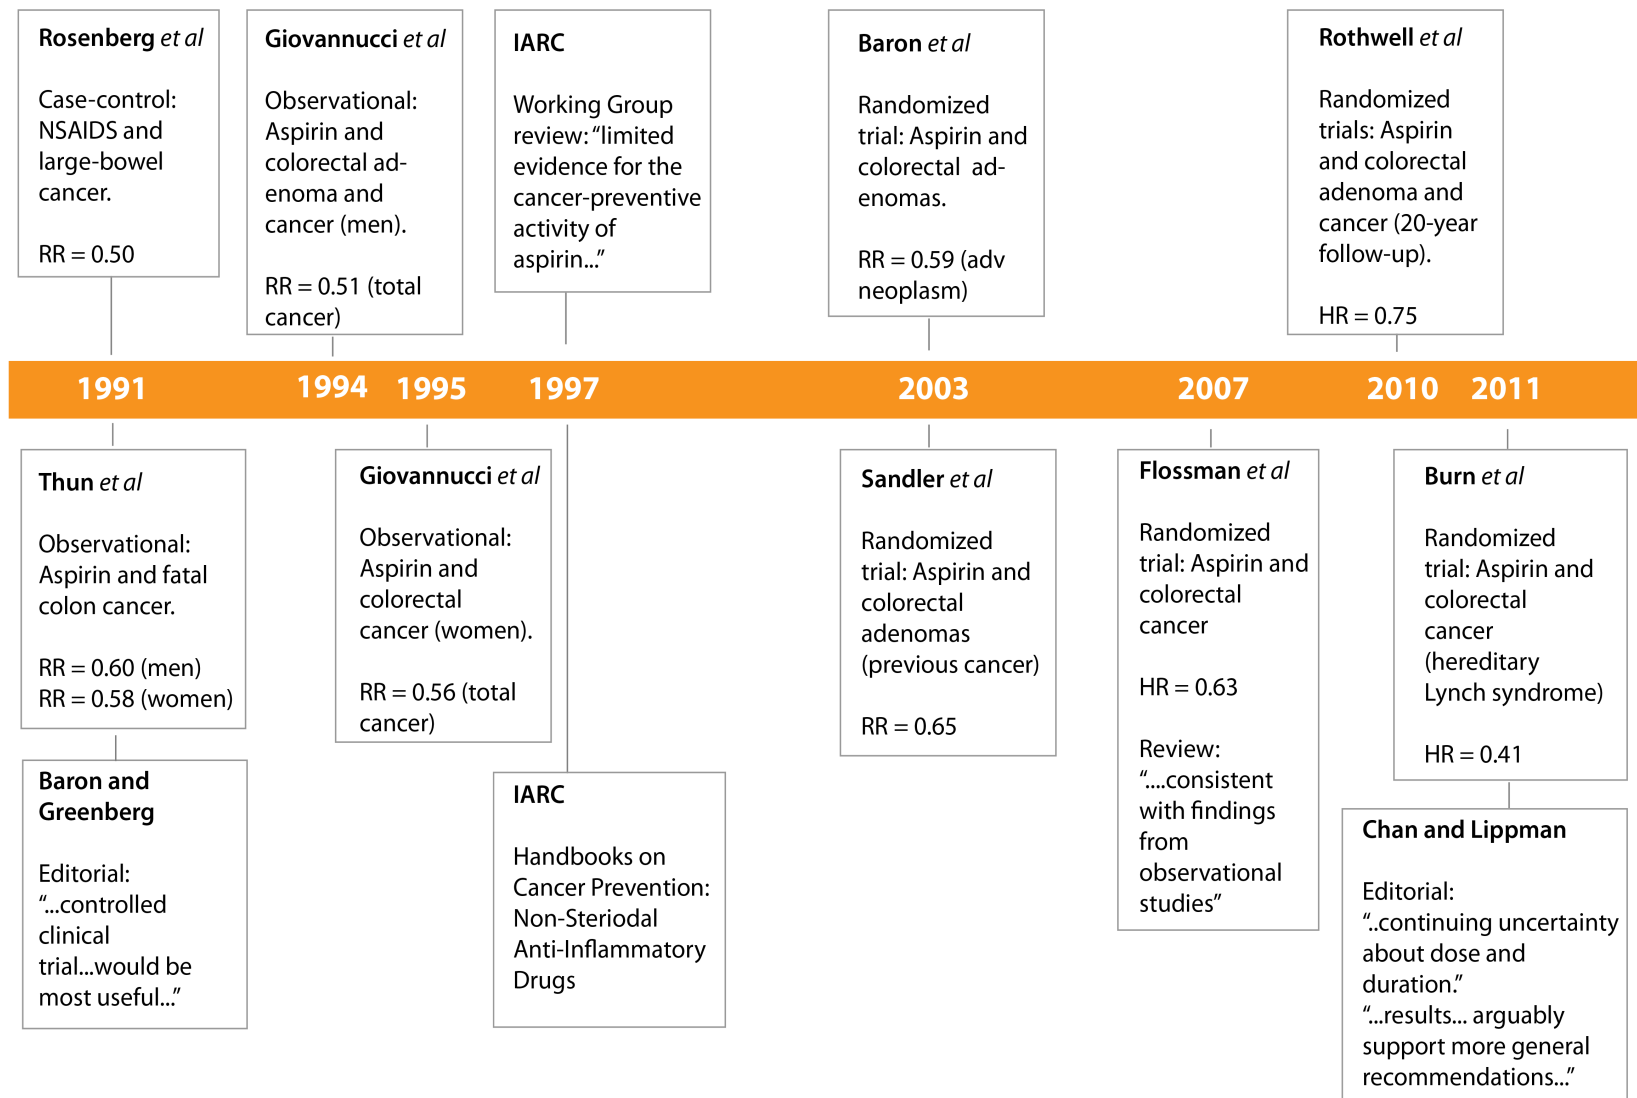 Rosenberg et al
Case-control:
NSAIDS and
large-bowel
cancer.
RR = 0.50
Giovannucci et al
Observational:
Aspirin and
colorectal ad-
enoma and
cancer (men).
RR = 0.51 (total
cancer)
IARC
Working Group
review: “limited
evidence for the
cancer-preventive
activity of
aspirin...”
Baron et al
Randomized
trial: Aspirin and
colorectal ad-
enomas.
RR = 0.59 (adv
neoplasm)
Rothwell et al
Randomized
trials: Aspirin
and colorectal
adenoma and
cancer (20-year
follow-up).
HR = 0.75
1991 1994 1995 1997 2003 2007 2010 2011
Thun et al
Observational:
Aspirin and fatal
colon cancer.
RR = 0.60 (men)
RR = 0.58 (women)
Baron and
Greenberg
Editorial:
“...controlled
clinical
trial...would be
most useful...”
Giovannucci et al
Observational:
Aspirin and
colorectal
cancer (women).
RR = 0.56 (total
cancer)
IARC
Handbooks on
Cancer Prevention:
Non-Steriodal
Anti-Inflammatory
Drugs
Sandler et al
Randomized
trial: Aspirin and
colorectal
adenomas
(previous cancer)
RR = 0.65
Flossman et al
Randomized
trial: Aspirin and
colorectal
cancer
HR = 0.63
Review:
“....consistent
with findings
from
observational
studies”
Burn et al
Randomized
trial: Aspirin and
colorectal
cancer
(hereditary
Lynch syndrome)
HR = 0.41
Chan and Lippman
Editorial:
“..continuing uncertainty
about dose and
duration.”
“...results... arguably
support more general
recommendations...”